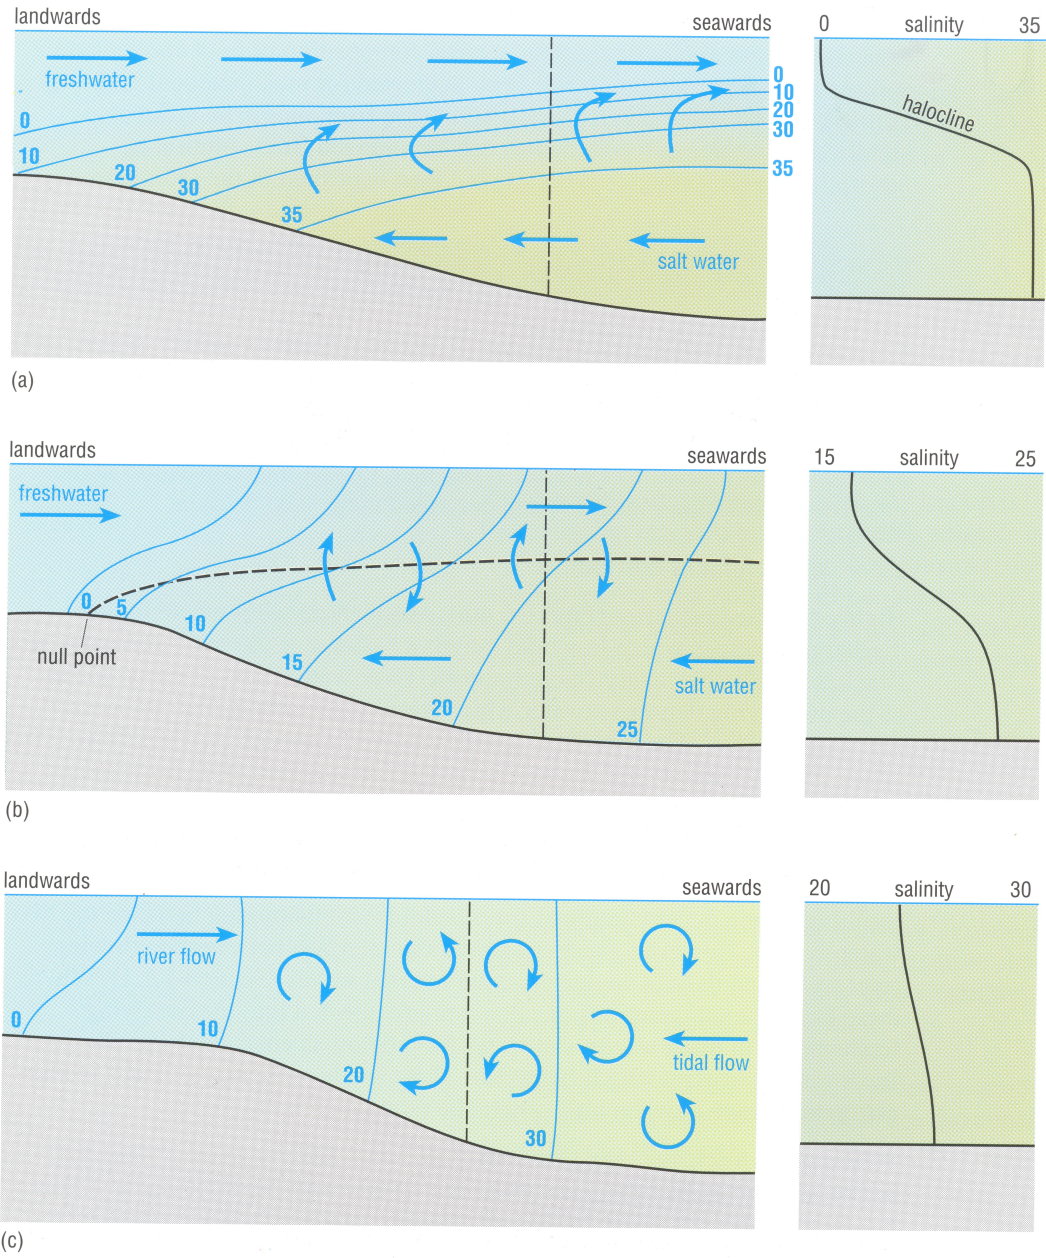 landwards
seawards
0 salinity 35
freshwater
0
10
20
30
35
0
10
20
30
35
salt water
halocline
(a)
landwards
seawards
15 salinity 25
freshwater
0
5
10
15
20
25
null point
salt water
(b)
landwards
seawards
20 salinity 30
river flow
0
10
20
30
tidal flow
(c)